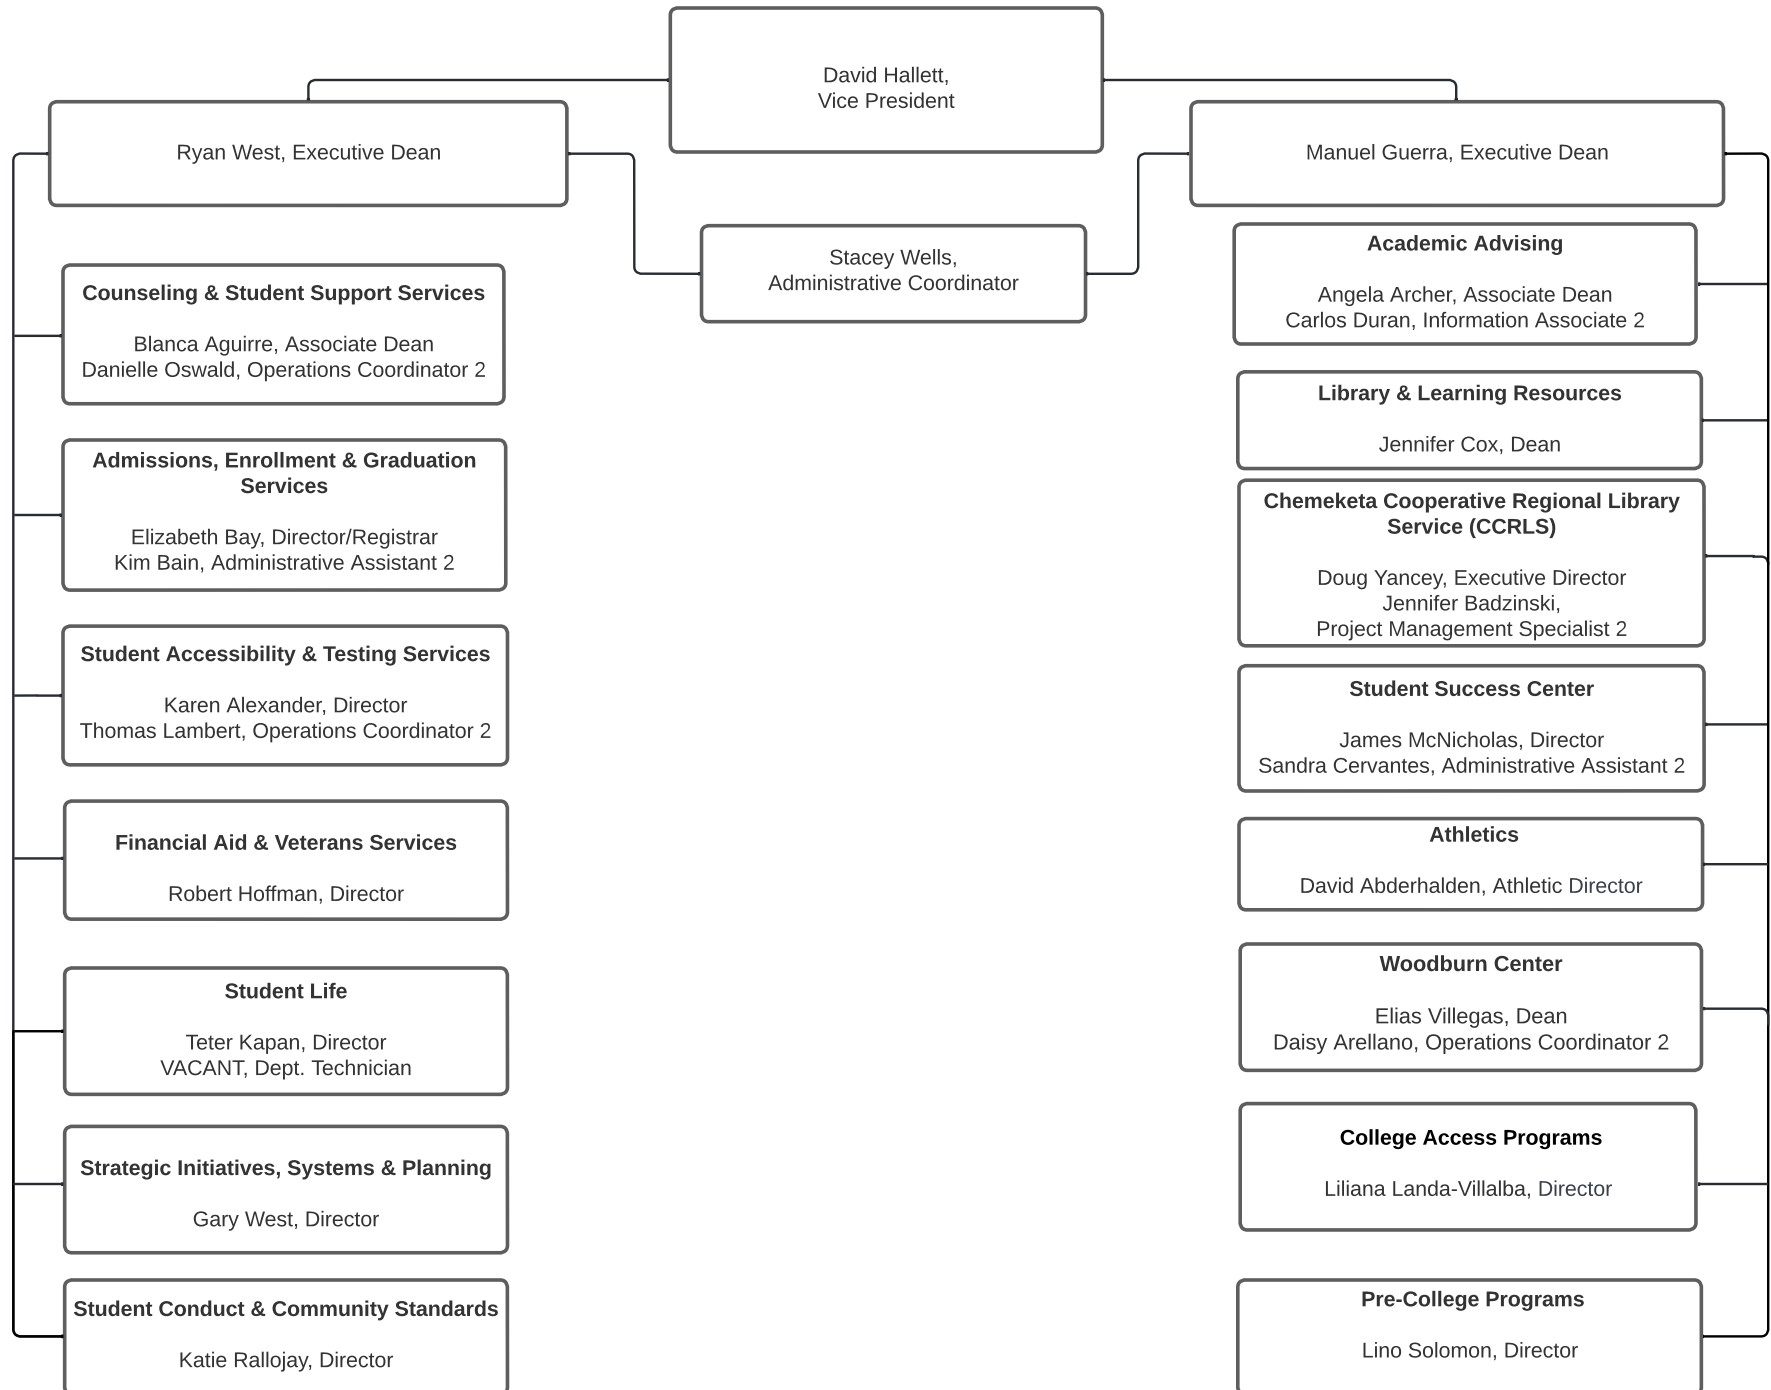 David Hallett,
Vice President
Ryan West, Executive Dean
Manuel Guerra, Executive Dean
Stacey Wells,
Administrative Coordinator
Counseling & Student Support Services
Blanca Aguirre, Associate Dean
Danielle Oswald, Operations Coordinator 2
Admissions, Enrollment & Graduation
Services
Elizabeth Bay, Director/Registrar
Kim Bain, Administrative Assistant 2
Student Accessibility & Testing Services
Karen Alexander, Director
Thomas Lambert, Operations Coordinator 2
Financial Aid & Veterans Services
Robert Hoffman, Director
Student Life
Teter Kapan, Director
VACANT, Dept. Technician
Strategic Initiatives, Systems & Planning
Gary West, Director
Student Conduct & Community Standards
Katie Rallojay, Director
Academic Advising
Angela Archer, Associate Dean
Carlos Duran, Information Associate 2
Library & Learning Resources
Jennifer Cox, Dean
Chemeketa Cooperative Regional Library
Service (CCRLS)
Doug Yancey, Executive Director
Jennifer Badzinski,
Project Management Specialist 2
Student Success Center
James McNicholas, Director
Sandra Cervantes, Administrative Assistant 2
Athletics
David Abderhalden, Athletic Director
Woodburn Center
Elias Villegas, Dean
Daisy Arellano, Operations Coordinator 2
College Access Programs
Liliana Landa-Villalba, Director
Pre-College Programs
Lino Solomon, Director